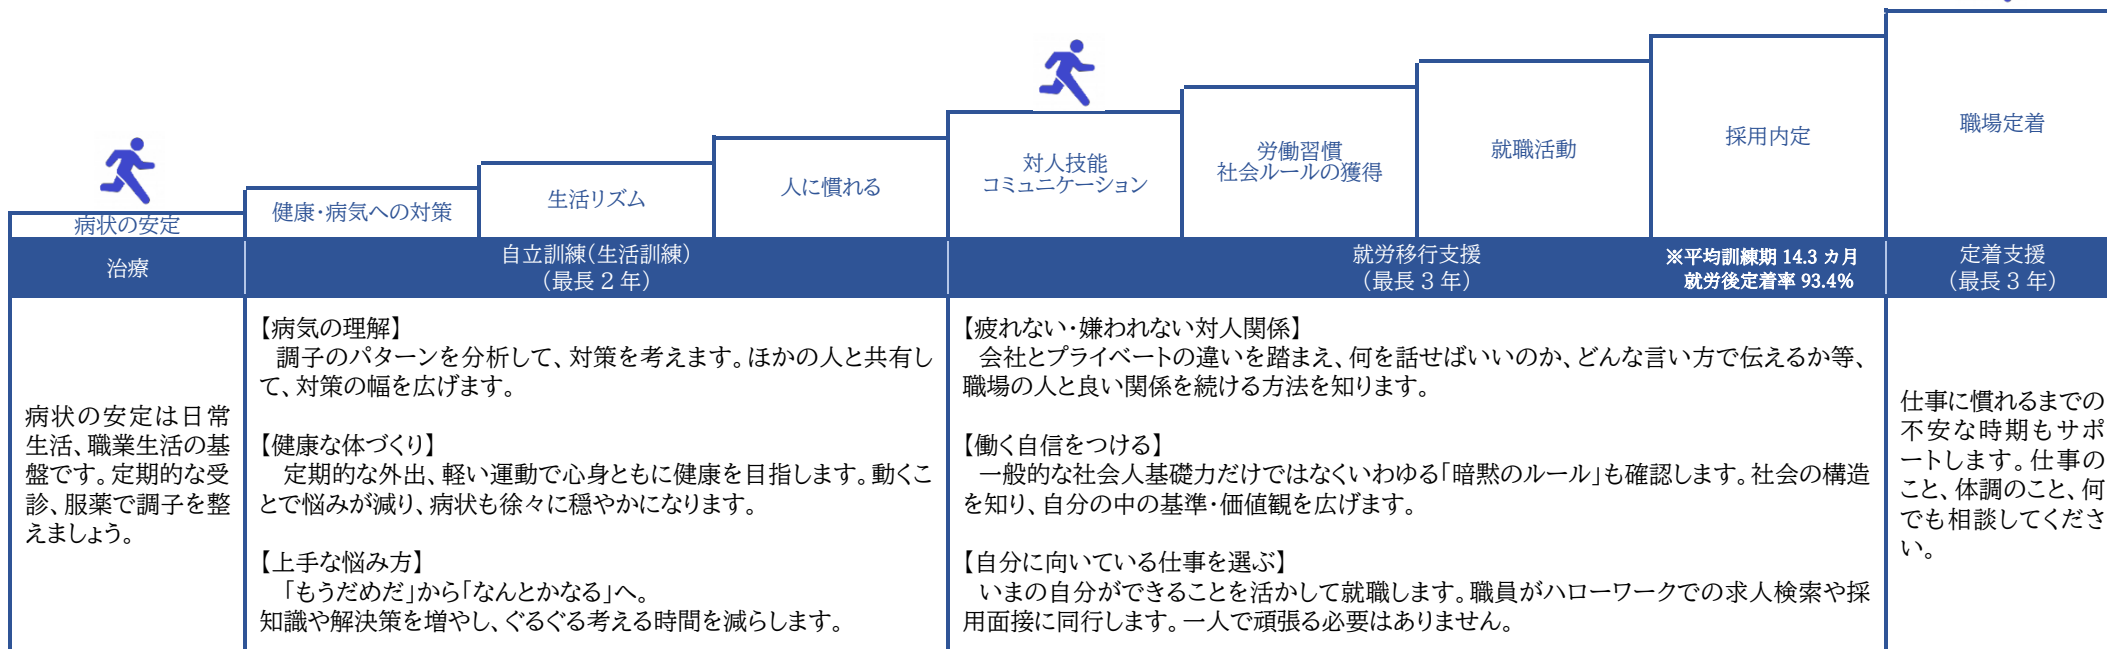 病状の安定
健康・病気への対策
生活リズム
人に慣れる
対人技能
コミュニケーション
労働習慣
社会ルールの獲得
就職活動
採用内定
職場定着
治療
自立訓練（生活訓練）
（最長 2 年）
就労移行支援
（最長 3 年）
※平均訓練期 14.3 カ月
就労後定着率 93.4%
定着支援
（最長 3 年）
病状の安定は日常
生活、職業生活の基
盤です。定期的な受
診、服薬で調子を整
えましょう。
【病気の理解】
調子のパターンを分析して、対策を考えます。ほかの人と共有し
て、対策の幅を広げます。
【健康な体づくり】
定期的な外出、軽い運動で心身ともに健康を目指します。動くこ
とで悩みが減り、病状も徐々に穏やかになります。
【上手な悩み方】
「もうだめだ」から「なんとかなる」へ。
知識や解決策を増やし、ぐるぐる考える時間を減らします。
【疲れない・嫌われない対人関係】
会社とプライベートの違いを踏まえ、何を話せばいいのか、どんな言い方で伝えるか等、
職場の人と良い関係を続ける方法を知ります。
【働く自信をつける】
一般的な社会人基礎力だけではなくいわゆる「暗黙のルール」も確認します。社会の構造
を知り、自分の中の基準・価値観を広げます。
【自分に向いている仕事を選ぶ】
いまの自分ができることを活かして就職します。職員がハローワークでの求人検索や採
用面接に同行します。一人で頑張る必要はありません。
仕事に慣れるまでの
不安な時期もサポ
ートします。仕事の
こと、体調のこと、何
でも相談してくださ
い。